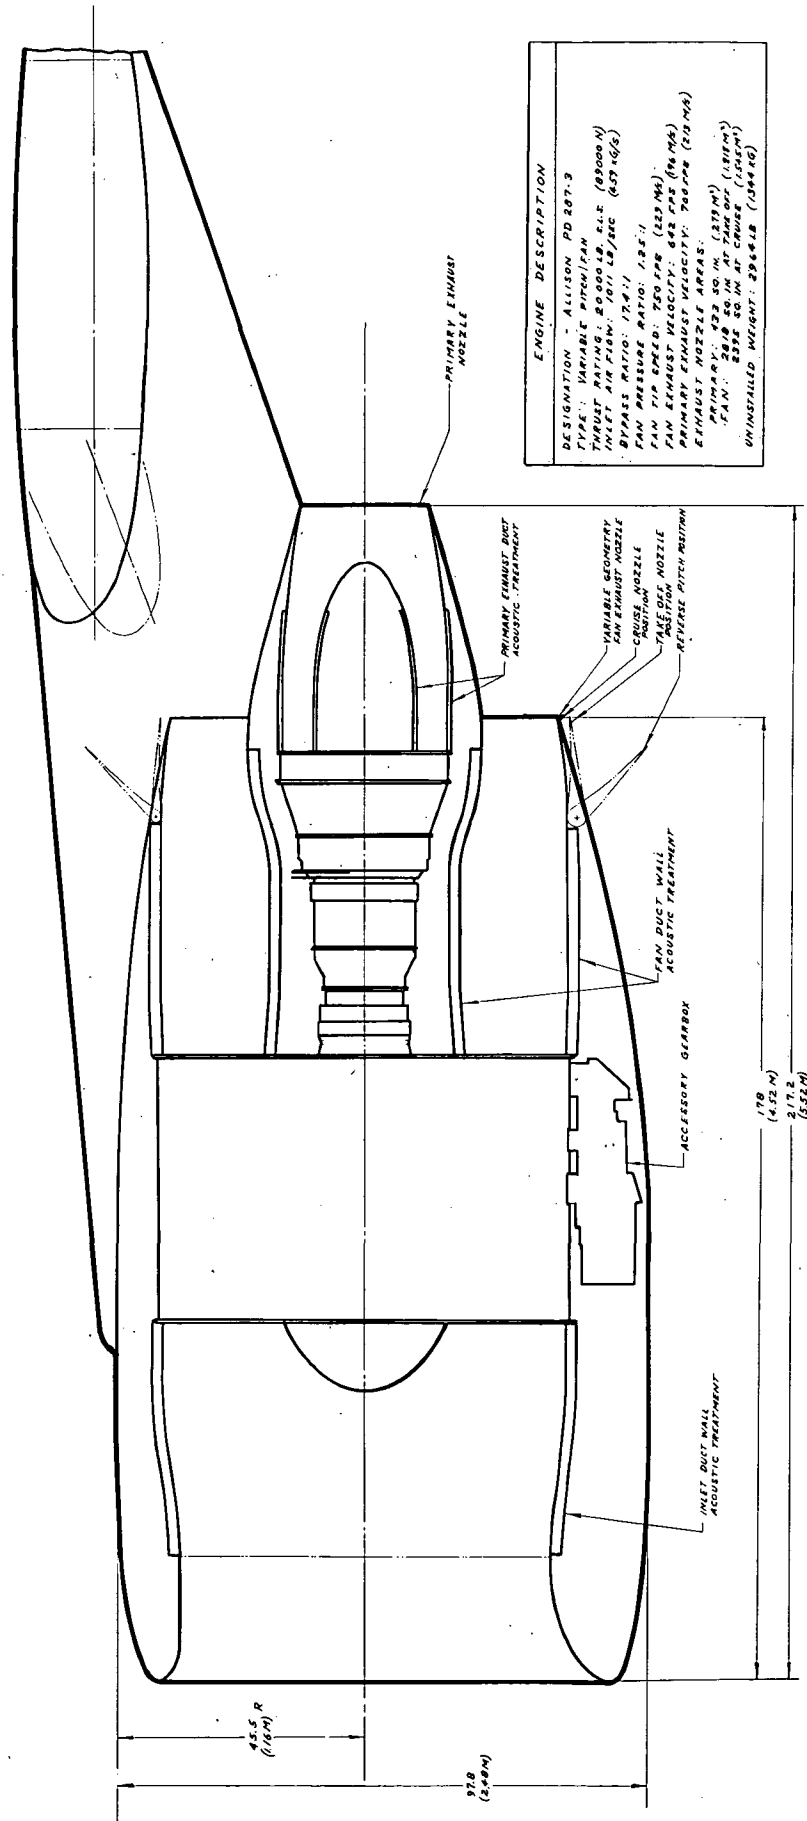 ENGINE DESCRIPTION
DESIGNATION - ALLISON PD 287-3
TYPE: VARIABLE PITCH FAN
THRUST RATING: 20000 LB. S.L.S. (89000 N)
INLET AIR FLOW: 1011 LB/SEC (459 KG/S)
BYPASS RATIO: 17.4:1
FAN PRESSURE RATIO: 1.25:1
FAN TIP SPEED: 750 FPS (229 M/S)
FAN EXHAUST VELOCITY: 642 FPS (196 M/S)
PRIMARY EXHAUST VELOCITY: 700 FPS (213 M/S)
EXHAUST NOZZLE AREAS:
PRIMARY: 433 SQ. IN. (.279 M²)
FAN: 2818 SQ. IN. AT TAKE OFF (1.818 M²)
2395 SQ. IN. AT CRUISE (1.545 M²)
UNINSTALLED WEIGHT: 2964 LB (1344 KG)
PRIMARY EXHAUST
NOZZLE
PRIMARY EXHAUST DUCT
ACOUSTIC TREATMENT
VARIABLE GEOMETRY
FAN EXHAUST NOZZLE
CRUISE NOZZLE
POSITION
TAKE OFF NOZZLE
POSITION
REVERSE PITCH POSITION
FAN DUCT WALL
ACOUSTIC TREATMENT
ACCESSORY GEARBOX
INLET DUCT WALL
ACOUSTIC TREATMENT
178
(4.52 M)
217.2
(5.52 M)
45.5 R
(1.16 M)
97.8
(2.48 M)